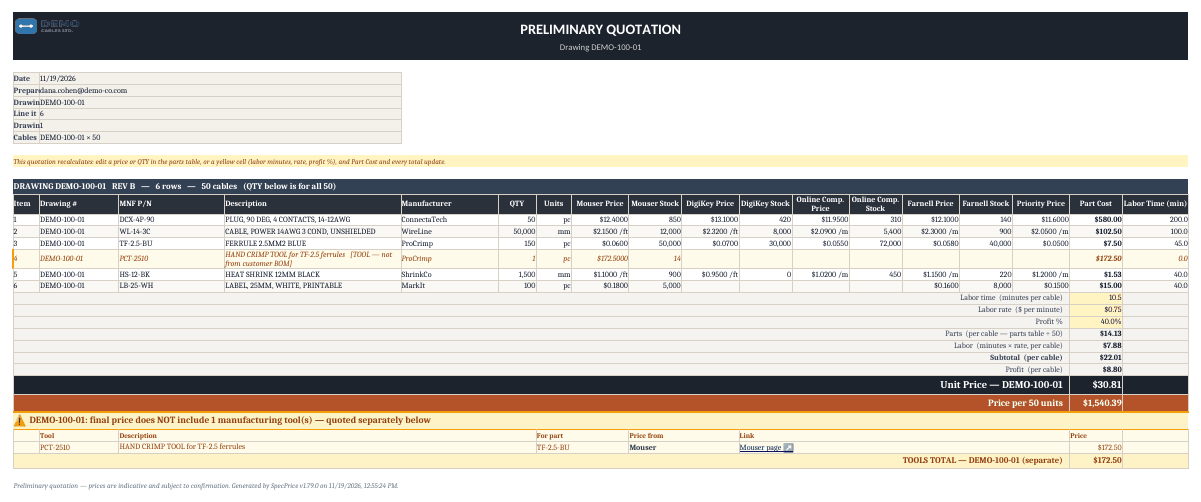 DEMO
CABLES LTD.
PRELIMINARY QUOTATION
Drawing DEMO-100-01
Date 11/19/2026
Prepar dana.cohen@demo-co.com
Drawin DEMO-100-01
Line it 6
Drawin 1
Cables DEMO-100-01 × 50
This quotation recalculates: edit a price or QTY in the parts table, or a yellow cell (labor minutes, rate, profit %), and Part Cost and every total update.
DRAWING DEMO-100-01 REV B — 6 rows — 50 cables (QTY below is for all 50)
Item Drawing # MNF P/N Description Manufacturer QTY Units Mouser Price Mouser Stock DigiKey Price DigiKey Stock Online Comp. Price Online Comp. Stock Farnell Price Farnell Stock Priority Price Part Cost Labor Time (min)
1 DEMO-100-01 DCX-4P-90 PLUG, 90 DEG, 4 CONTACTS, 14-12AWG ConnectaTech 50 pc $12.4000 850 $13.1000 420 $11.9500 310 $12.1000 140 $11.6000 $580.00 200.0
2 DEMO-100-01 WL-14-3C CABLE, POWER 14AWG 3 COND, UNSHIELDED WireLine 50,000 mm $2.1500 /ft 12,000 $2.3200 /ft 8,000 $2.0900 /m 5,400 $2.3000 /m 900 $2.0500 /m $102.50 100.0
3 DEMO-100-01 TF-2.5-BU FERRULE 2.5MM2 BLUE ProCrimp 150 pc $0.0600 50,000 $0.0700 30,000 $0.0550 72,000 $0.0580 40,000 $0.0500 $7.50 45.0
4 DEMO-100-01 PCT-2510 HAND CRIMP TOOL for TF-2.5 ferrules [TOOL — not from customer BOM] ProCrimp 1 pc $172.5000 14 $172.50 0.0
5 DEMO-100-01 HS-12-BK HEAT SHRINK 12MM BLACK ShrinkCo 1,500 mm $1.1000 /ft 900 $0.9500 /ft 0 $1.0200 /m 450 $1.1500 /m 220 $1.2000 /m $1.53 40.0
6 DEMO-100-01 LB-25-WH LABEL, 25MM, WHITE, PRINTABLE MarkIt 100 pc $0.1800 5,000 $0.1600 8,000 $0.1500 $15.00 40.0
Labor time (minutes per cable) 10.5
Labor rate ($ per minute) $0.75
Profit % 40.0%
Parts (per cable — parts table ÷ 50) $14.13
Labor (minutes × rate, per cable) $7.88
Subtotal (per cable) $22.01
Profit (per cable) $8.80
Unit Price — DEMO-100-01 $30.81
Price per 50 units $1,540.39
⚠ DEMO-100-01: final price does NOT include 1 manufacturing tool(s) — quoted separately below
Tool Description For part Price from Link Price
PCT-2510 HAND CRIMP TOOL for TF-2.5 ferrules TF-2.5-BU Mouser Mouser page ↗ $172.50
TOOLS TOTAL — DEMO-100-01 (separate) $172.50
Preliminary quotation — prices are indicative and subject to confirmation. Generated by SpecPrice v1.79.0 on 11/19/2026, 12:55:24 PM.